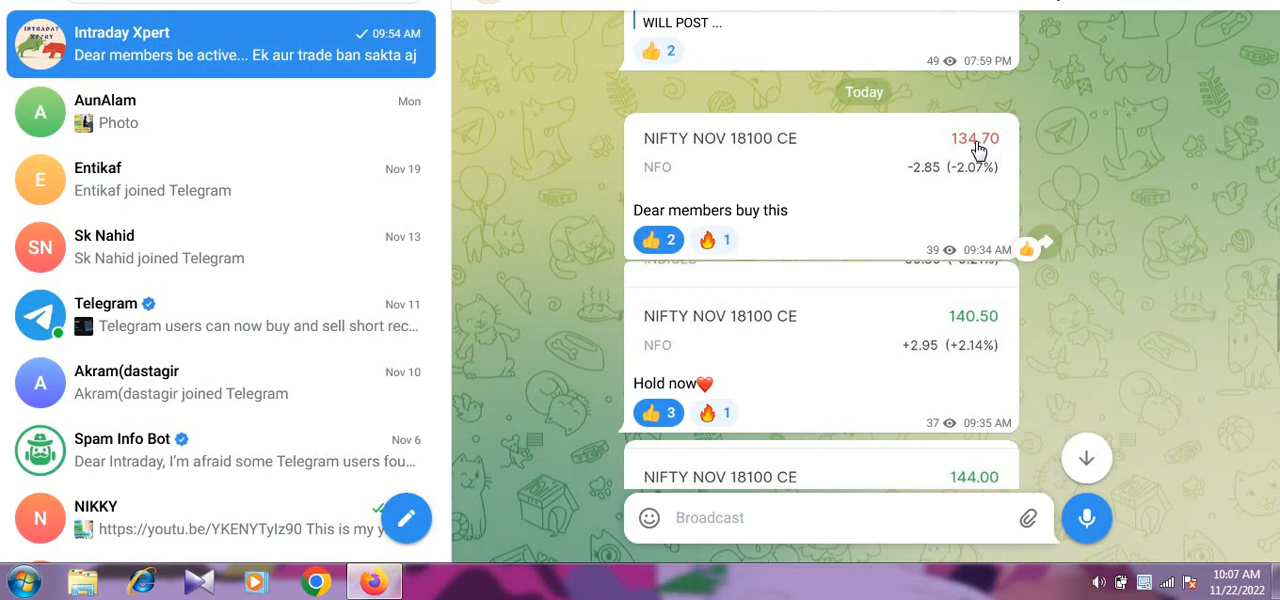 Intraday Xpert
09:54 AM
Dear members be active... Ek aur trade ban sakta aj
A
AunAlam
Mon
Photo
E
Entikaf
Nov 19
Entikaf joined Telegram
SN
Sk Nahid
Nov 13
Sk Nahid joined Telegram
Telegram
Nov 11
Telegram users can now buy and sell short rec...
A
Akram(dastagir
Nov 10
Akram(dastagir joined Telegram
Spam Info Bot
Nov 6
Dear Intraday, I'm afraid some Telegram users fou...
N
NIKKY
https://youtu.be/YKENYTylz90 This is my y
WILL POST ...
2
49 07:59 PM
Today
NIFTY NOV 18100 CE
134.70
NFO
-2.85 (-2.07%)
Dear members buy this
2
1
39 09:34 AM
NIFTY NOV 18100 CE
140.50
NFO
+2.95 (+2.14%)
Hold now
3
1
37 09:35 AM
NIFTY NOV 18100 CE
144.00
Broadcast
10:07 AM
11/22/2022